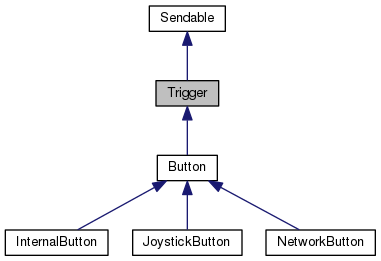 Sendable
Trigger
Button
InternalButton
JoystickButton
NetworkButton